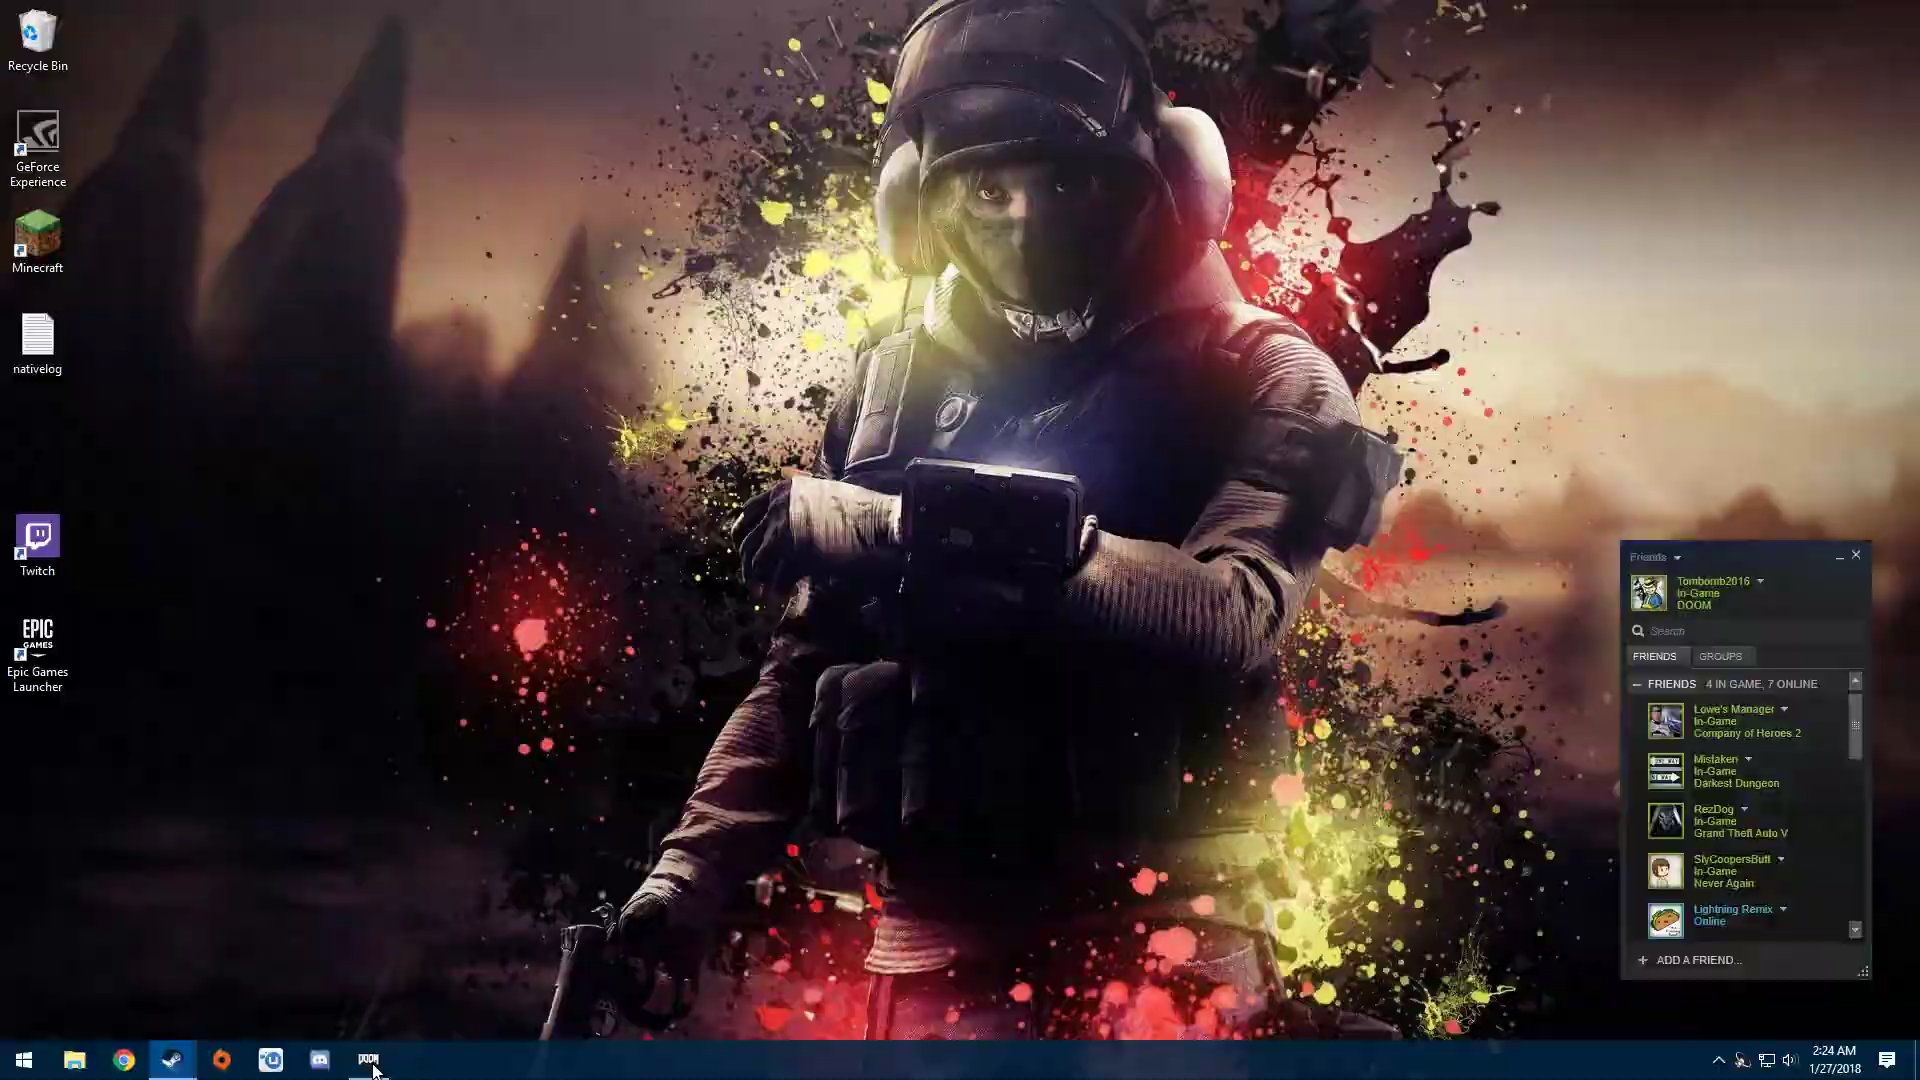 Recycle Bin
GeForce
Experience
Minecraft
nativelog
Twitch
EPIC
GAMES
Epic Games
Launcher
Friends
Tombomb2016
In-Game
DOOM
Search
FRIENDS GROUPS
FRIENDS 4 IN GAME, 7 ONLINE
Lowe's Manager
In-Game
Company of Heroes 2
Mistaken
In-Game
Darkest Dungeon
RezDog
In-Game
Grand Theft Auto V
SlyCoopersButt
In-Game
Never Again
Lightning Remix
Online
+ ADD A FRIEND...
DOOM
2:24 AM
1/27/2018